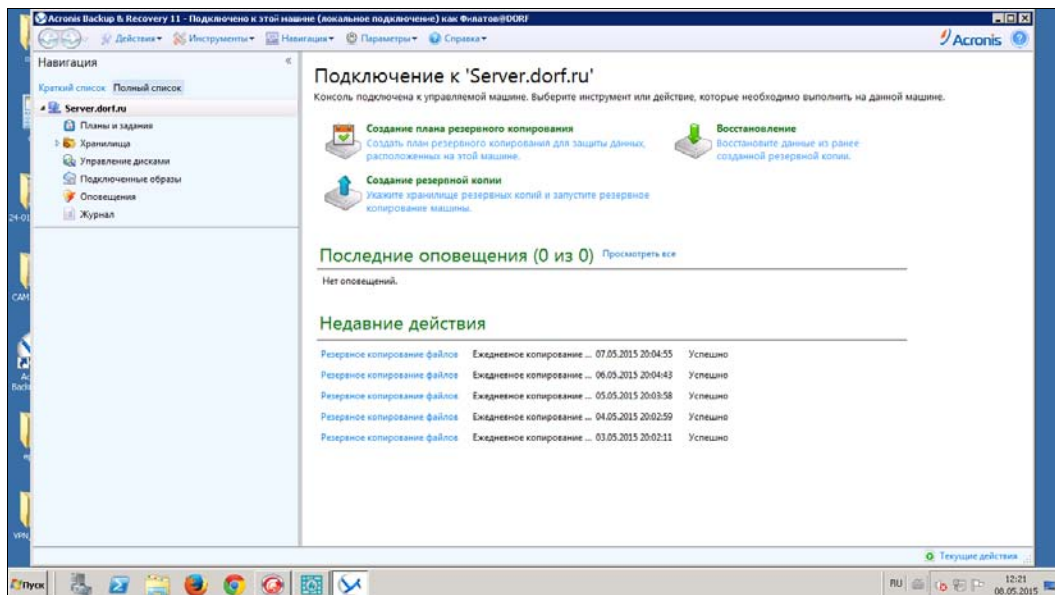 Acronis Backup & Recovery 11 - Подключено к этой машине (локальное подключение) как Филатов@DORF
Действия Инструменты Навигация Параметры Справка
Acronis
Навигация
Краткий список Полный список
Server.dorf.ru
Планы и задания
Хранилища
Управление дисками
Подключенные образы
Оповещения
Журнал
Подключение к 'Server.dorf.ru'
Консоль подключена к управляемой машине. Выберите инструмент или действие, которые необходимо выполнить на данной машине.
Создание плана резервного копирования
Создать план резервного копирования для защиты данных,
расположенных на этой машине.
Восстановление
Восстановите данные из ранее
созданной резервной копии.
Создание резервной копии
Укажите хранилище резервных копий и запустите резервное
копирование машины.
Последние оповещения (0 из 0) Просмотреть все
Нет оповещений.
Недавние действия
Резервное копирование файлов Ежедневное копирование ... 07.05.2015 20:04:55 Успешно
Резервное копирование файлов Ежедневное копирование ... 06.05.2015 20:04:43 Успешно
Резервное копирование файлов Ежедневное копирование ... 05.05.2015 20:03:58 Успешно
Резервное копирование файлов Ежедневное копирование ... 04.05.2015 20:02:59 Успешно
Резервное копирование файлов Ежедневное копирование ... 03.05.2015 20:02:11 Успешно
Текущие действия
24-01
CAM
Ac
Back
VPN
Пуск
RU
12:21
08.05.2015